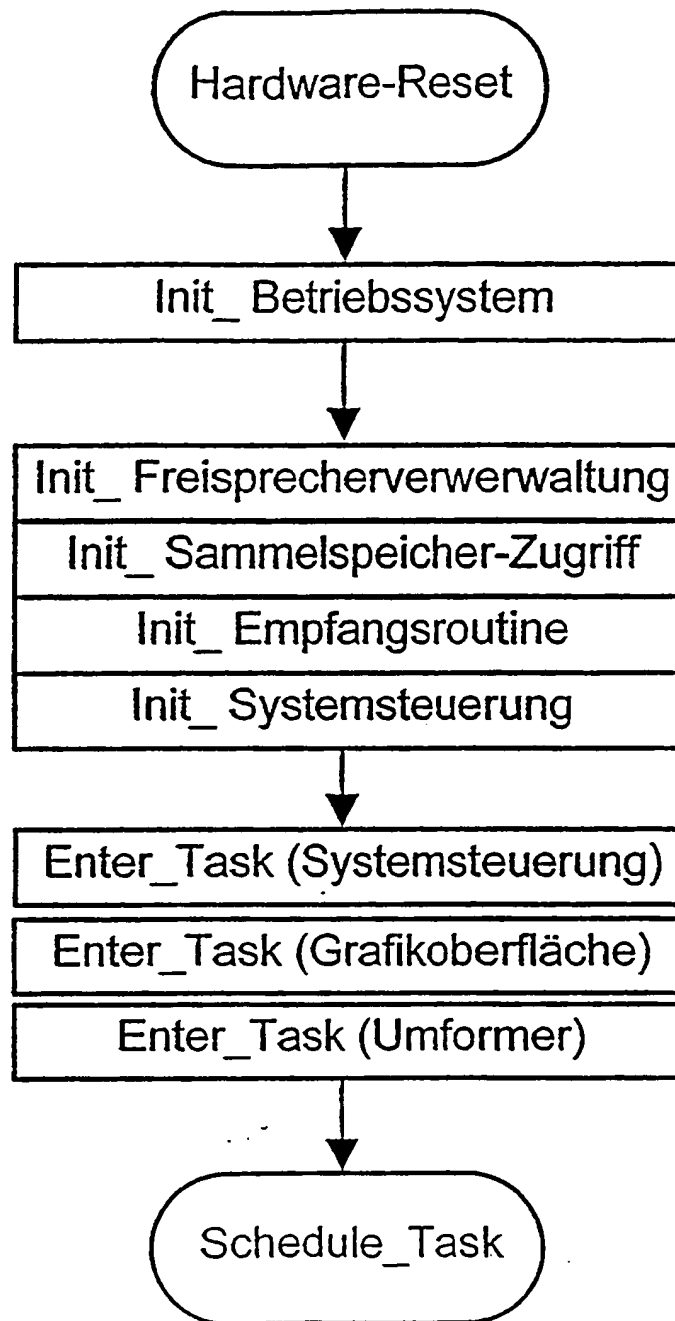 Hardware-Reset
Init_ Betriebssystem
Init_ Freisprecherverwerwaltung
Init_ Sammelspeicher-Zugriff
Init_ Empfangsroutine
Init_ Systemsteuerung
Enter_Task (Systemsteuerung)
Enter_Task (Grafikoberfläche)
Enter_Task (Umformer)
Schedule_Task